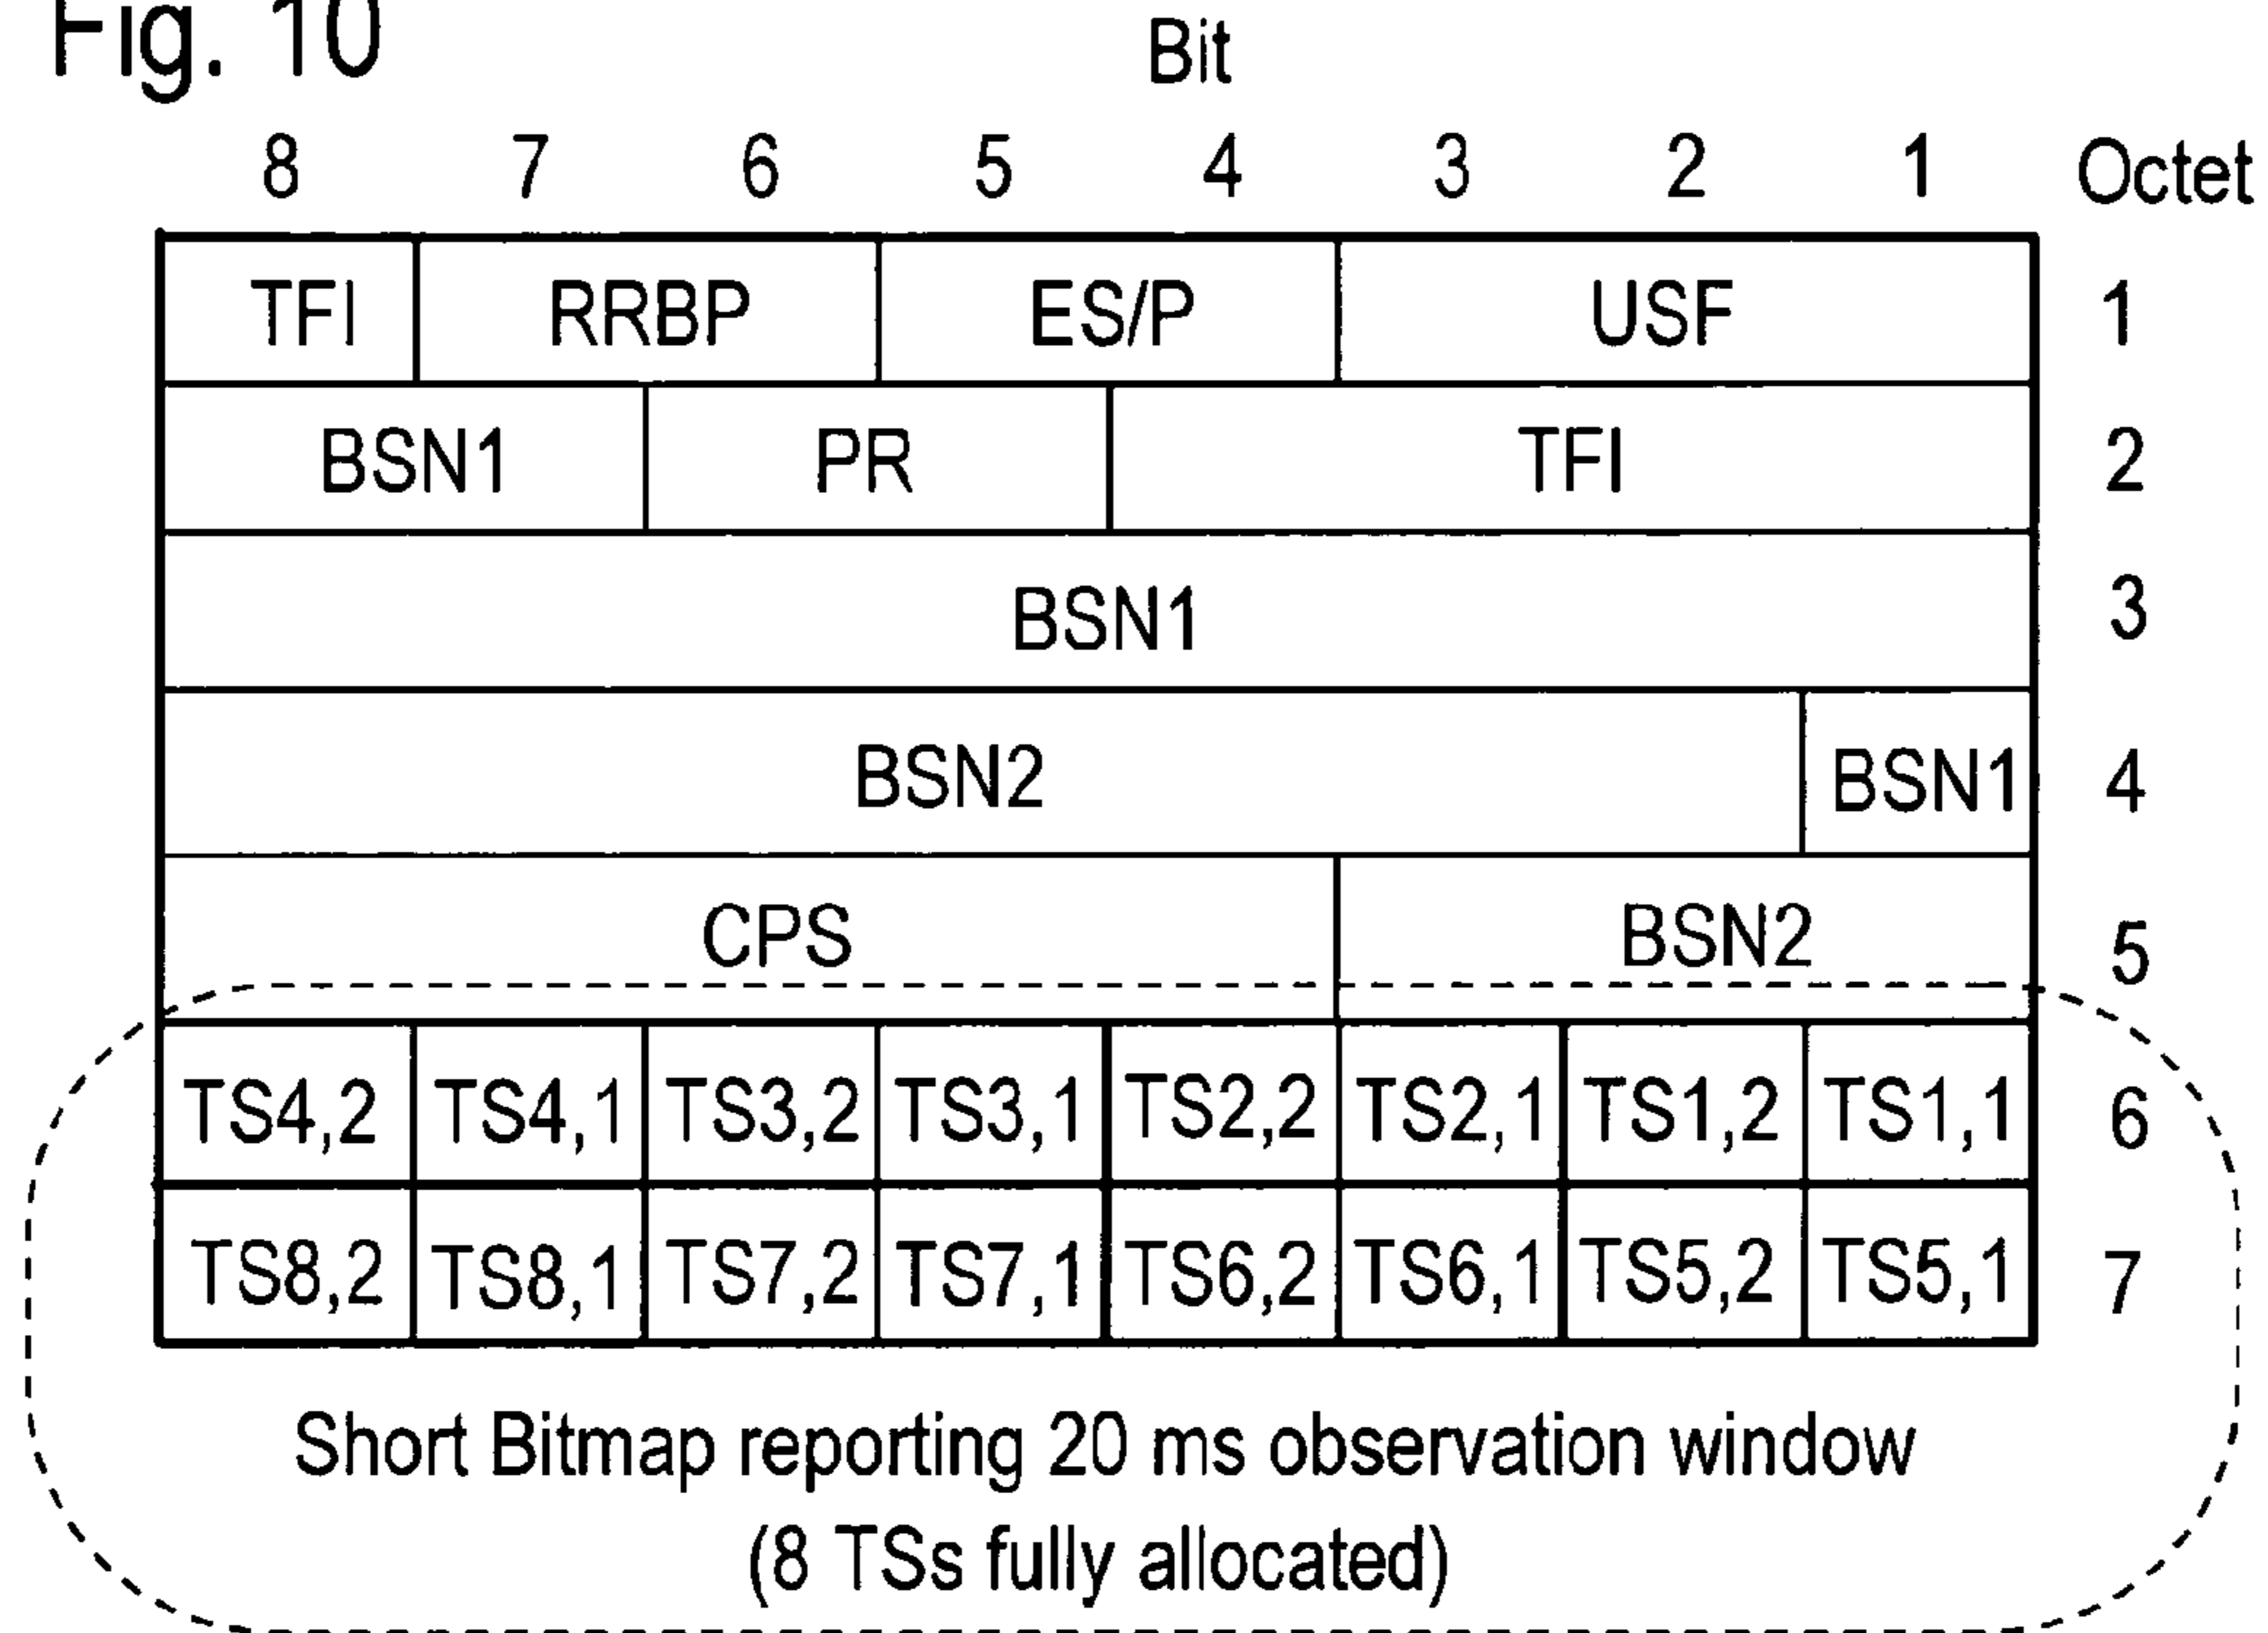 Fig. 10
Bit
8 7 6 5 4 3 2 1 Octet
TFI RRBP ES/P USF 1
BSN1 PR TFI 2
BSN1 3
BSN2 BSN1 4
CPS BSN2 5
TS4,2 TS4,1 TS3,2 TS3,1 TS2,2 TS2,1 TS1,2 TS1,1 6
TS8,2 TS8,1 TS7,2 TS7,1 TS6,2 TS6,1 TS5,2 TS5,1 7
Short Bitmap reporting 20 ms observation window
(8 TSs fully allocated)